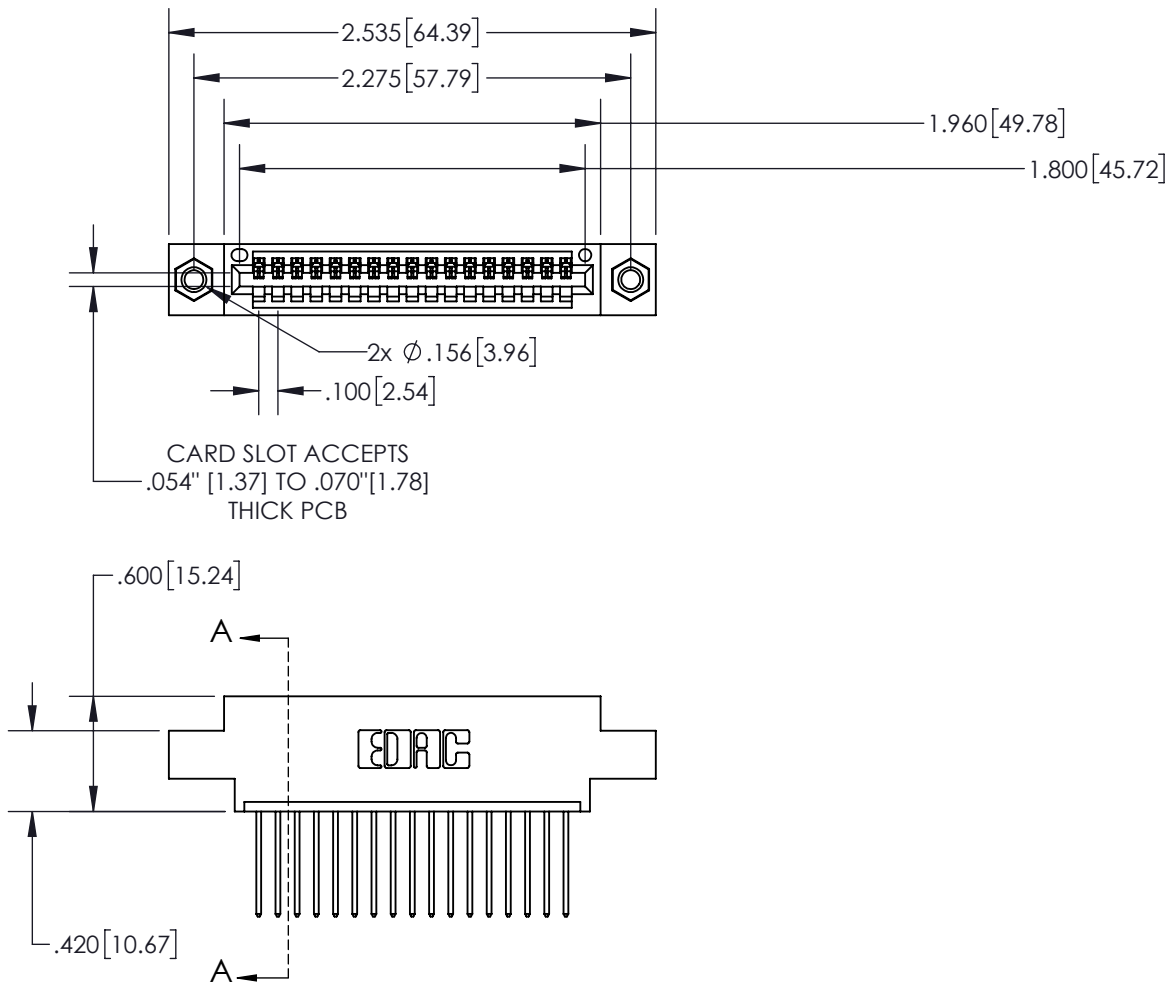 2.535[64.39]
2.275[57.79]
1.960[49.78]
1.800[45.72]
2x ∅.156[3.96]
.100[2.54]
CARD SLOT ACCEPTS
.054" [1.37] TO .070"[1.78]
THICK PCB
.600[15.24]
A
EDAC
.420[10.67]
A